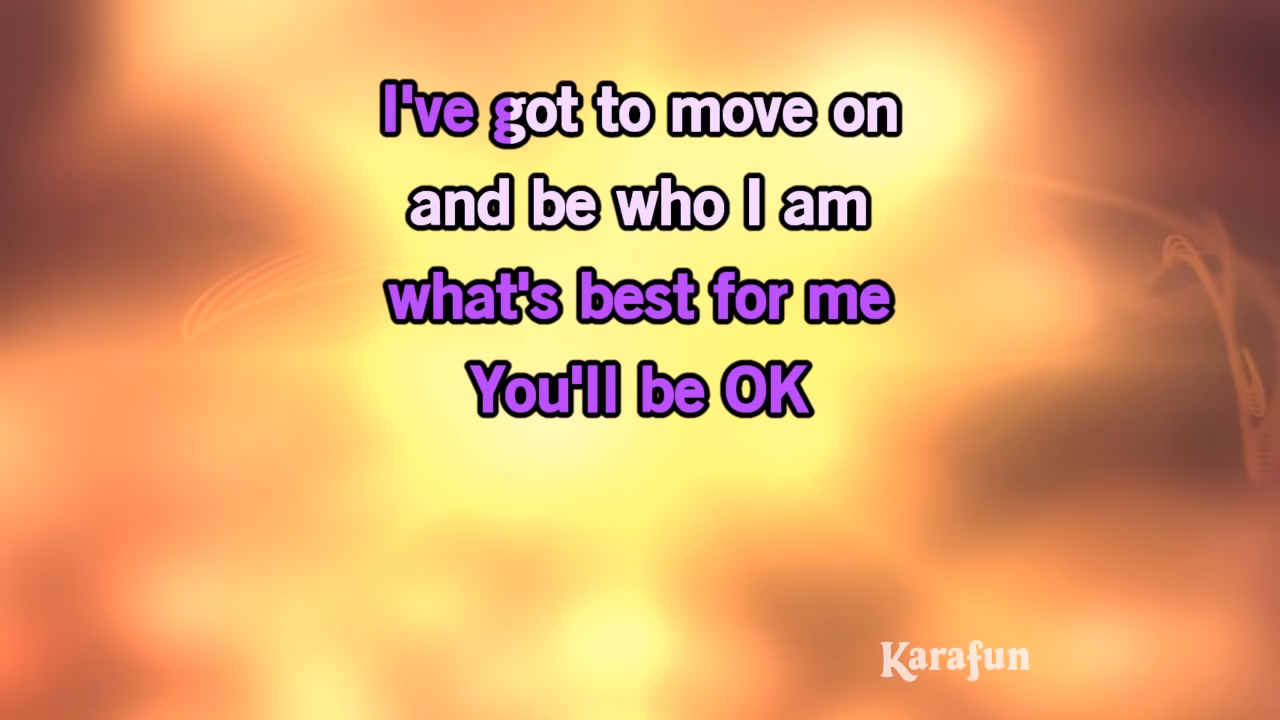 I've got to move on
and be who I am
what's best for me
You'll be OK
Karafun